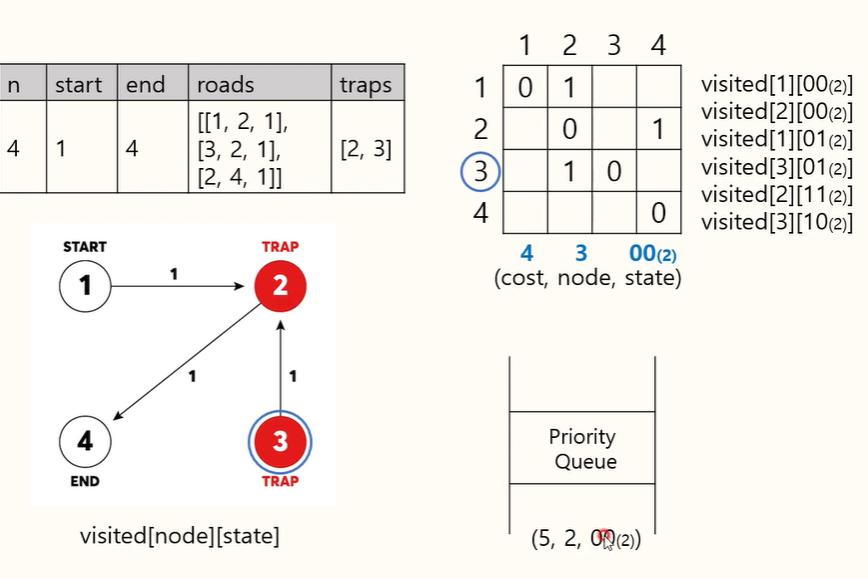 n start end roads traps
4 1 4 [[1, 2, 1], [3, 2, 1], [2, 4, 1]] [2, 3]
1 2 3 4
1 0 1
2 0 1
3 1 0
4 0
visited[1][00(2)]
visited[2][00(2)]
visited[1][01(2)]
visited[3][01(2)]
visited[2][11(2)]
visited[3][10(2)]
4 3 00(2)
(cost, node, state)
START
TRAP
1
1
2
1
1
4
3
END
TRAP
visited[node][state]
Priority
Queue
(5, 2, 00(2))